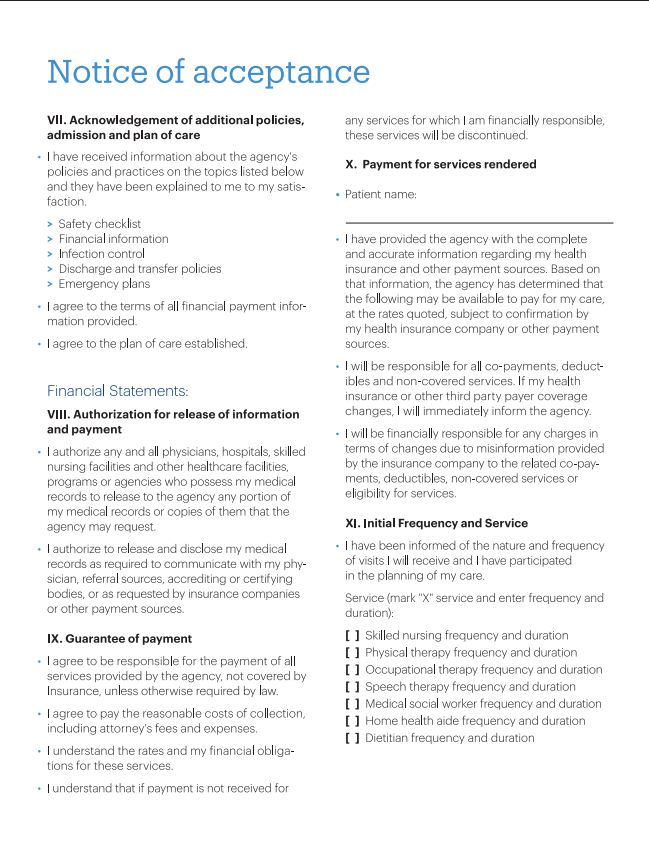 Notice of acceptance
VII. Acknowledgement of additional policies,
admission and plan of care
• I have received information about the agency's
policies and practices on the topics listed below
and they have been explained to me to my satis-
faction.
> Safety checklist
> Financial information
> Infection control
> Discharge and transfer policies
> Emergency plans
• I agree to the terms of all financial payment infor-
mation provided.
• I agree to the plan of care established.
Financial Statements:
VIII. Authorization for release of information
and payment
• I authorize any and all physicians, hospitals, skilled
nursing facilities and other healthcare facilities,
programs or agencies who possess my medical
records to release to the agency any portion of
my medical records or copies of them that the
agency may request.
• I authorize to release and disclose my medical
records as required to communicate with my phy-
sician, referral sources, accrediting or certifying
bodies, or as requested by insurance companies
or other payment sources.
IX. Guarantee of payment
• I agree to be responsible for the payment of all
services provided by the agency, not covered by
Insurance, unless otherwise required by law.
• I agree to pay the reasonable costs of collection,
including attorney's fees and expenses.
• I understand the rates and my financial obliga-
tions for these services.
• I understand that if payment is not received for
any services for which I am financially responsible,
these services will be discontinued.
X. Payment for services rendered
• Patient name:
• I have provided the agency with the complete
and accurate information regarding my health
insurance and other payment sources. Based on
that information, the agency has determined that
the following may be available to pay for my care,
at the rates quoted, subject to confirmation by
my health insurance company or other payment
sources.
• I will be responsible for all co-payments, deduct-
ibles and non-covered services. If my health
insurance or other third party payer coverage
changes, I will immediately inform the agency.
• I will be financially responsible for any charges in
terms of changes due to misinformation provided
by the insurance company to the related co-pay-
ments, deductibles, non-covered services or
eligibility for services.
XI. Initial Frequency and Service
• I have been informed of the nature and frequency
of visits I will receive and I have participated
in the planning of my care.
Service (mark "X" service and enter frequency and
duration):
[ ] Skilled nursing frequency and duration
[ ] Physical therapy frequency and duration
[ ] Occupational therapy frequency and duration
[ ] Speech therapy frequency and duration
[ ] Medical social worker frequency and duration
[ ] Home health aide frequency and duration
[ ] Dietitian frequency and duration